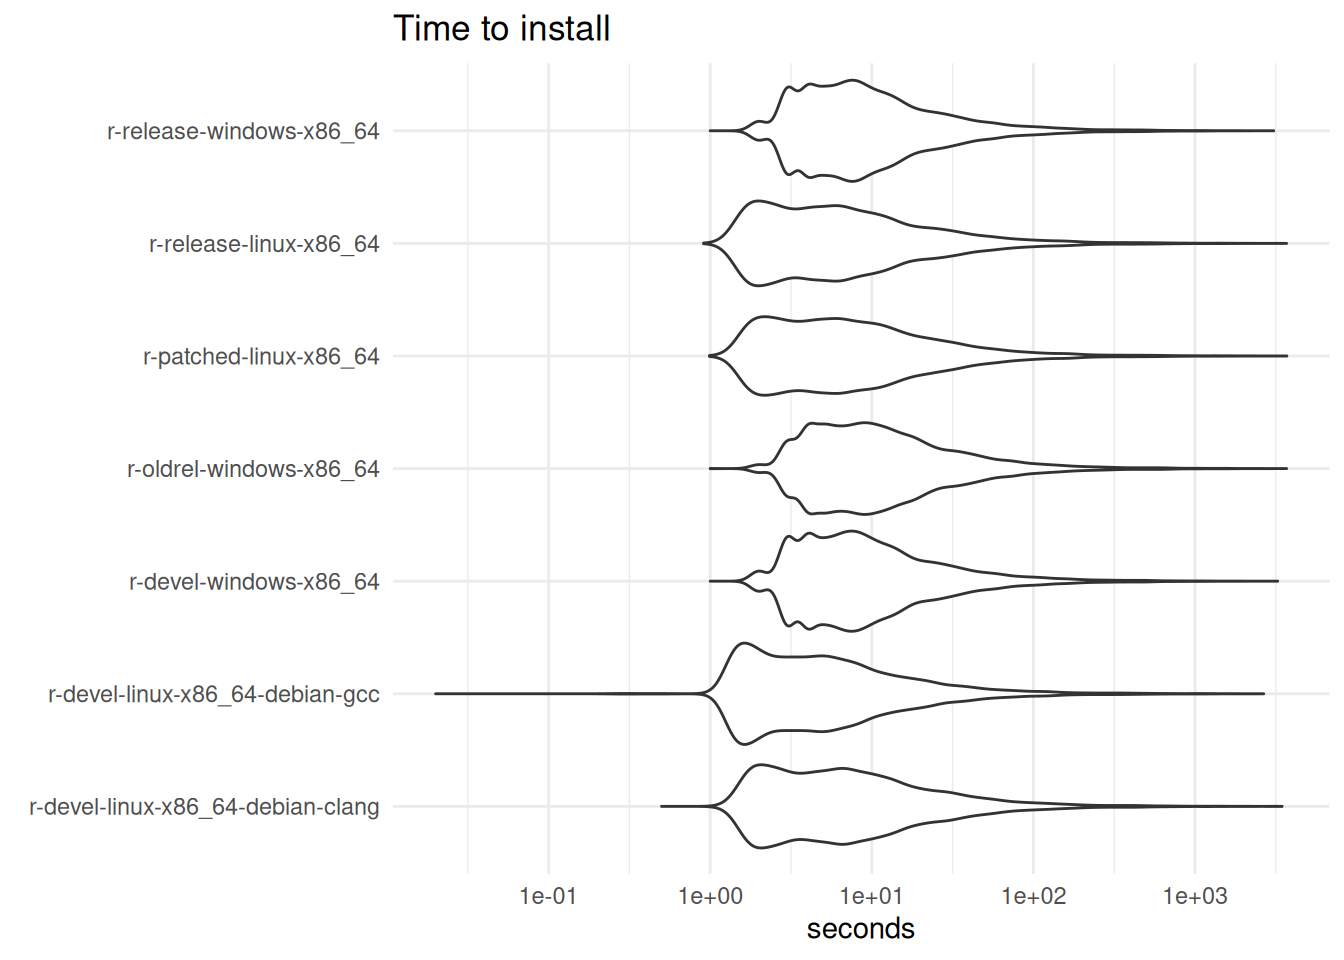 Time to install
r-release-windows-x86_64
r-release-linux-x86_64
r-patched-linux-x86_64
r-oldrel-windows-x86_64
r-devel-windows-x86_64
r-devel-linux-x86_64-debian-gcc
r-devel-linux-x86_64-debian-clang
1e-01 1e+00 1e+01 1e+02 1e+03
seconds